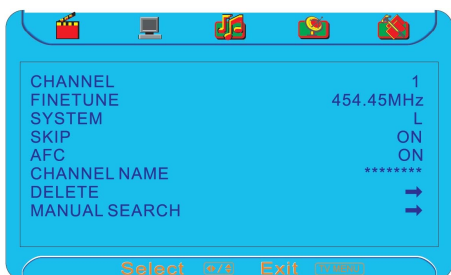 CHANNEL 1
FINETUNE 454.45MHz
SYSTEM L
SKIP ON
AFC ON
CHANNEL NAME ********
DELETE ➡
MANUAL SEARCH ➡
Select Exit